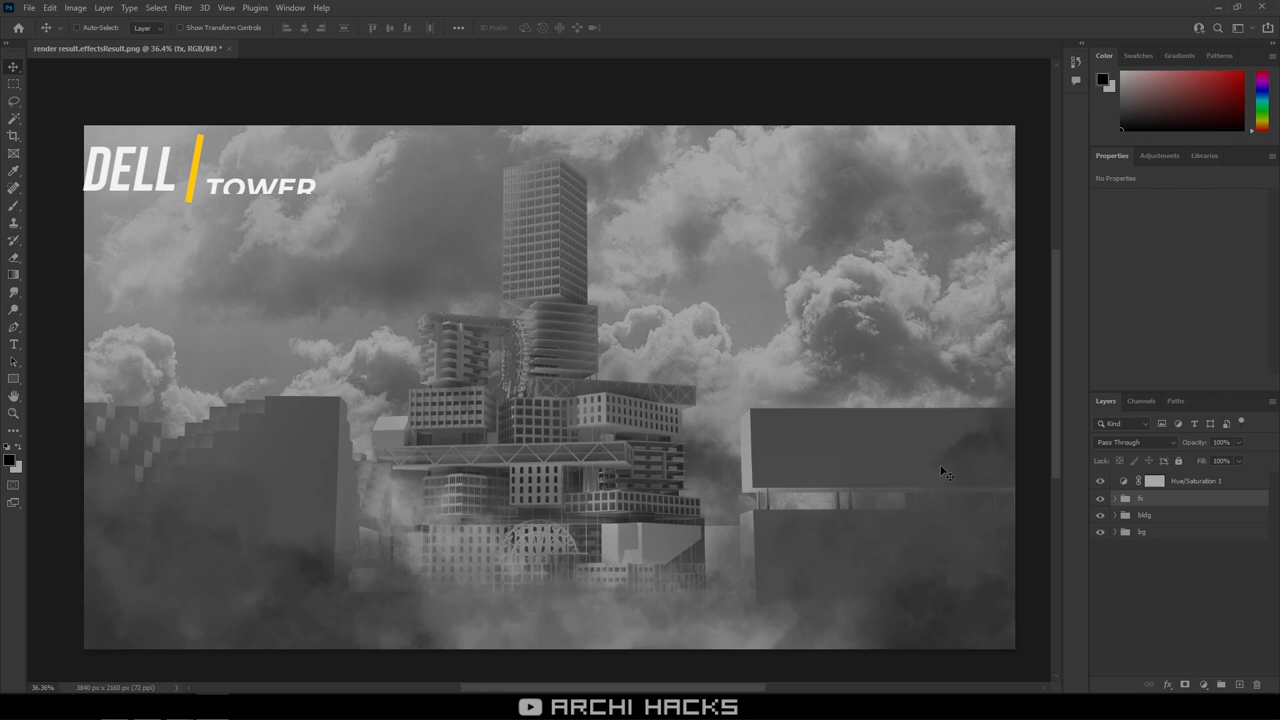 Ps File Edit Image Layer Type Select Filter 3D View Plugins Window Help
Auto-Select: Layer Show Transform Controls 3D Mode:
render result.effectsResult.png @ 36.4% (fx, RGB/8#) *
Color Swatches Gradients Patterns
DELL
TOWER
Properties Adjustments Libraries
No Properties
Layers Channels Paths
Kind
Pass Through Opacity: 100%
Lock: Fill: 100%
Hue/Saturation 1
fx
bldg
bg
36.36% 3840 px x 2160 px (72 ppi)
ARCHI HACKS